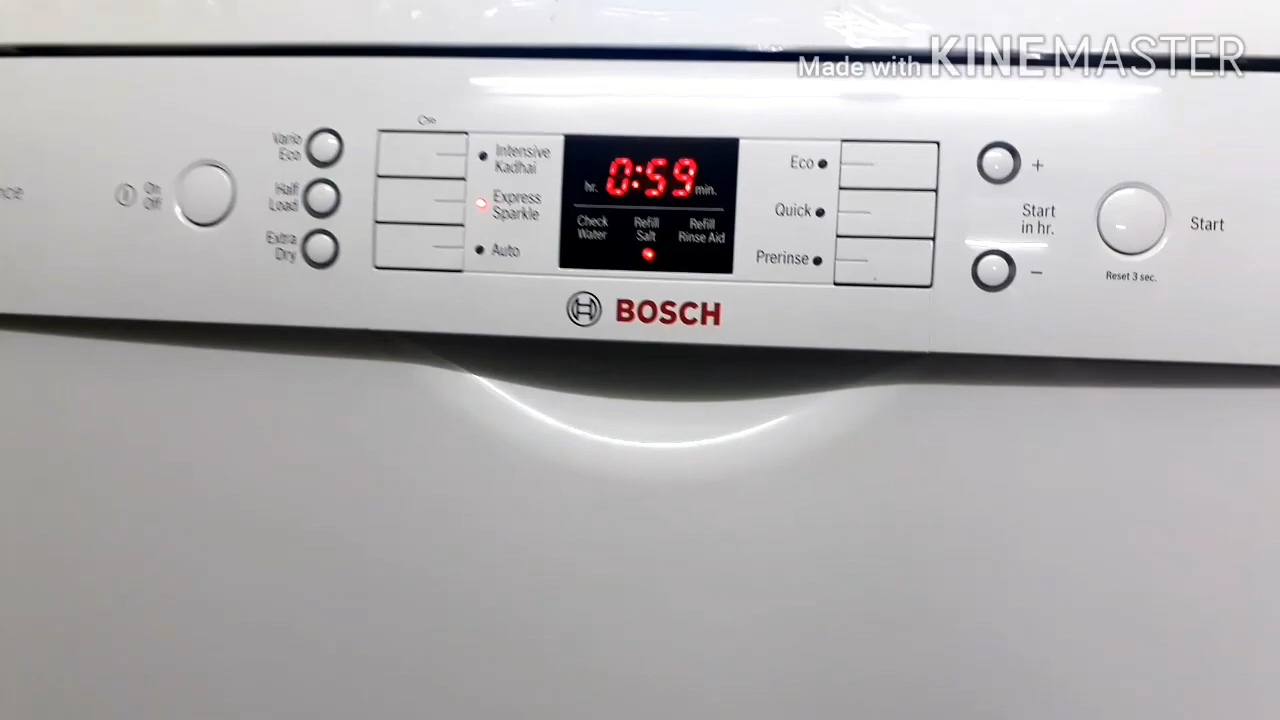 Made with KINEMASTER
nce
On
Off
Vario
Eco
Half
Load
Extra
Dry
Intensive
Kadhai
Express
Sparkle
Auto
hr. 0:59 min.
Check
Water
Refill
Salt
Refill
Rinse Aid
Eco
Quick
Prerinse
+
Start
in hr.
−
Start
Reset 3 sec.
BOSCH